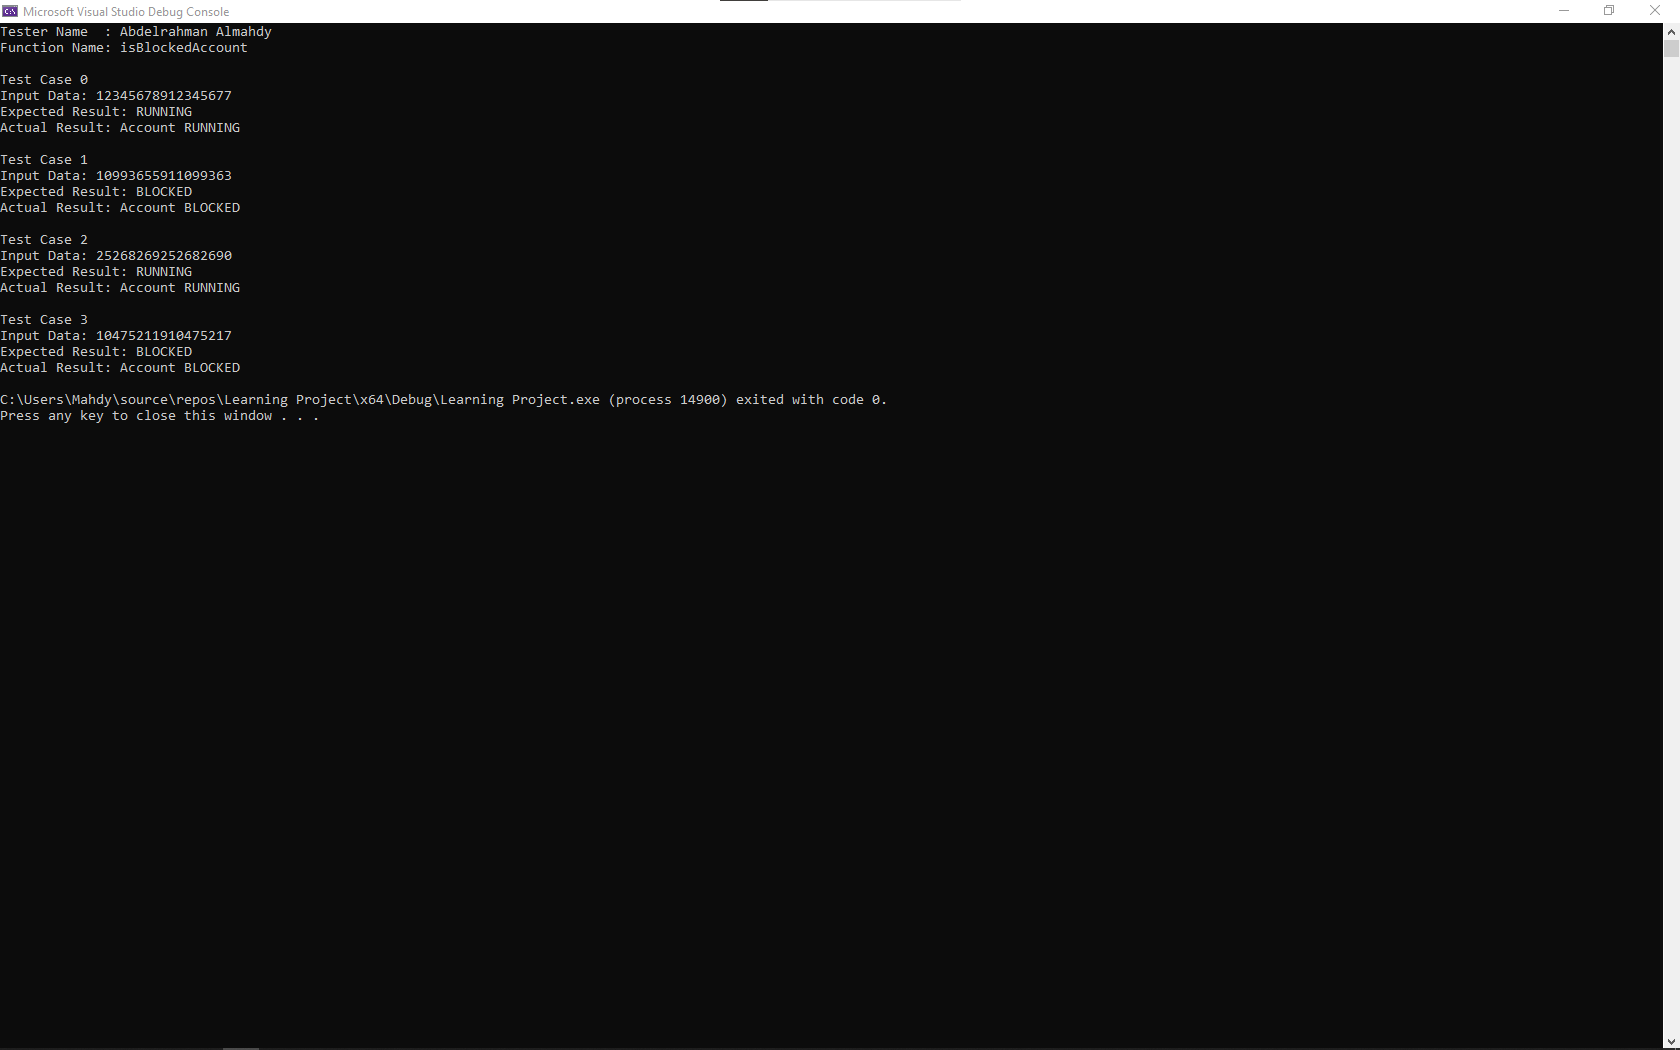 Microsoft Visual Studio Debug Console
Tester Name  : Abdelrahman Almahdy
Function Name: isBlockedAccount

Test Case 0
Input Data: 12345678912345677
Expected Result: RUNNING
Actual Result: Account RUNNING

Test Case 1
Input Data: 10993655911099363
Expected Result: BLOCKED
Actual Result: Account BLOCKED

Test Case 2
Input Data: 25268269252682690
Expected Result: RUNNING
Actual Result: Account RUNNING

Test Case 3
Input Data: 10475211910475217
Expected Result: BLOCKED
Actual Result: Account BLOCKED

C:\Users\Mahdy\source\repos\Learning Project\x64\Debug\Learning Project.exe (process 14900) exited with code 0.
Press any key to close this window . . .